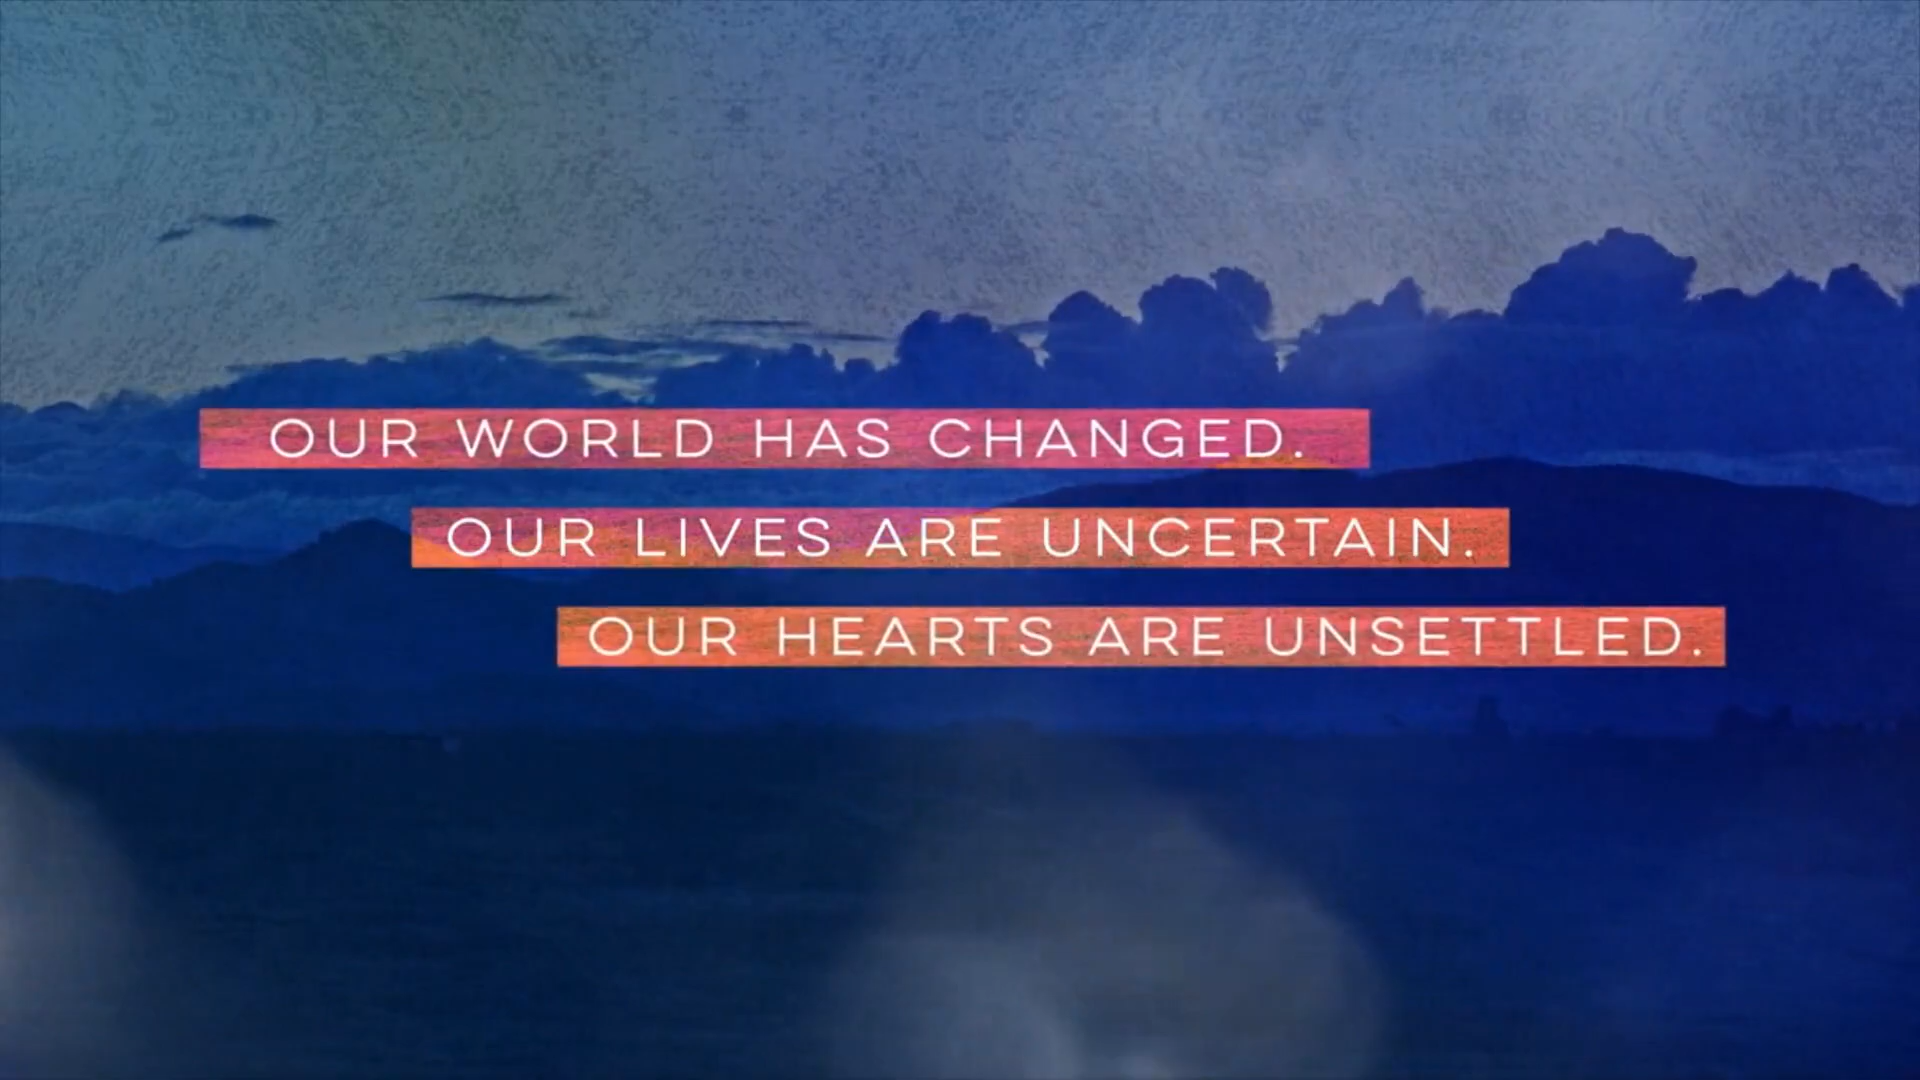 OUR WORLD HAS CHANGED.
OUR LIVES ARE UNCERTAIN.
OUR HEARTS ARE UNSETTLED.